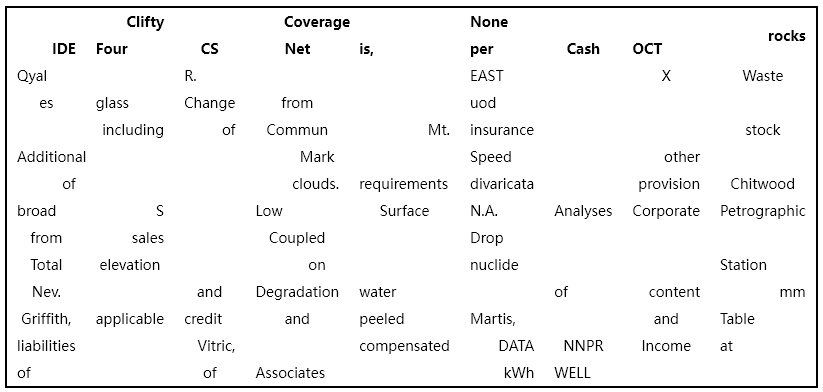 Clifty Coverage None rocks
IDE Four CS Net is, per Cash OCT
Qyal R. EAST X Waste
es glass Change from uod
including of Commun Mt. insurance stock
Additional Mark Speed other
of clouds. requirements divaricata provision Chitwood
broad S Low Surface N.A. Analyses Corporate Petrographic
from sales Coupled Drop
Total elevation on nuclide Station
Nev. and Degradation water of content mm
Griffith, applicable credit and peeled Martis, and Table
liabilities Vitric, compensated DATA NNPR Income at
of of Associates kWh WELL